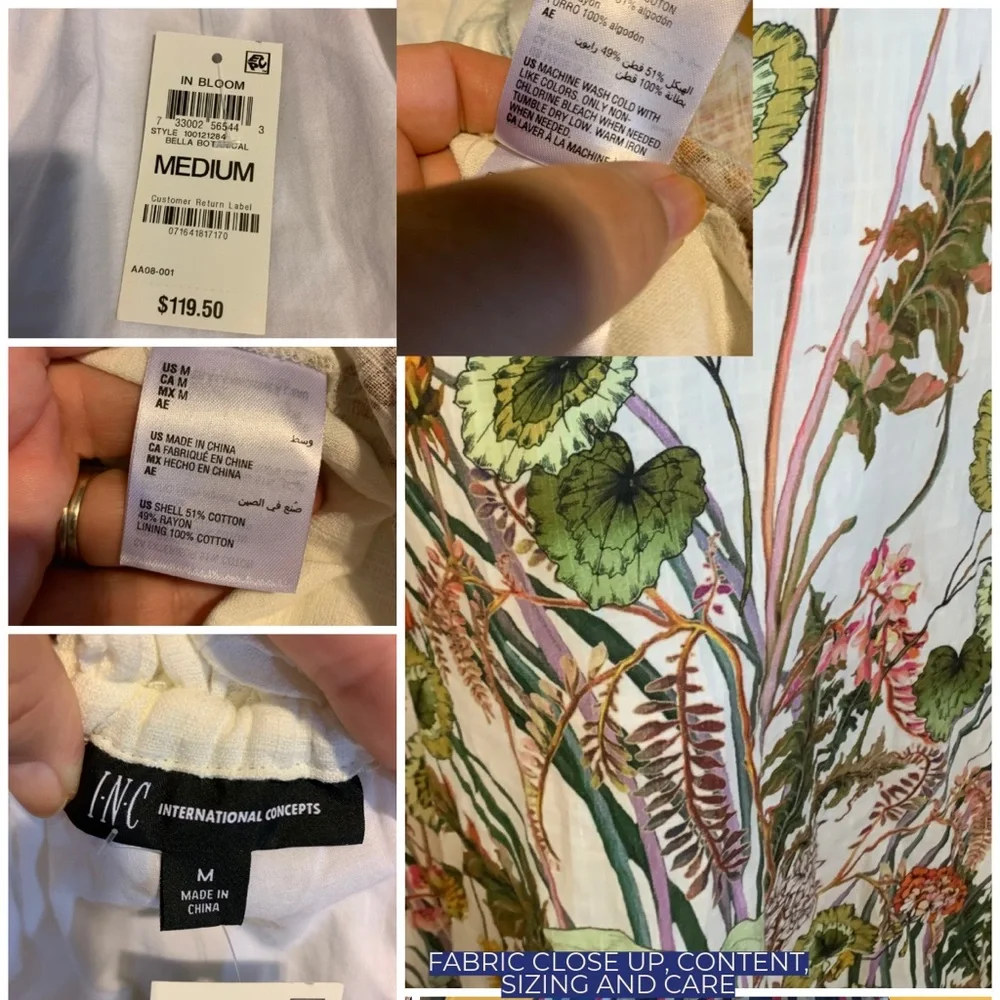 IN BLOOM
7 33002 56544 3
STYLE 100121284
BELLA BOTANICAL
MEDIUM
Customer Return Label
071641817170
AA08-001
$119.50
100% algodón
AE
الهيكل 51% قطن 49% رايون
بطانة 100% قطن
US MACHINE WASH COLD WITH
LIKE COLORS. ONLY NON-
CHLORINE BLEACH WHEN NEEDED.
TUMBLE DRY LOW. WARM IRON
WHEN NEEDED.
CA LAVER À LA MACHINE
US M
CA M
MX M
AE
وسط
US MADE IN CHINA
CA FABRIQUÉ EN CHINE
MX HECHO EN CHINA
AE
صنع في الصين
US SHELL 51% COTTON
49% RAYON
LINING 100% COTTON
I·N·C INTERNATIONAL CONCEPTS
M
MADE IN
CHINA
FABRIC CLOSE UP, CONTENT,
SIZING AND CARE